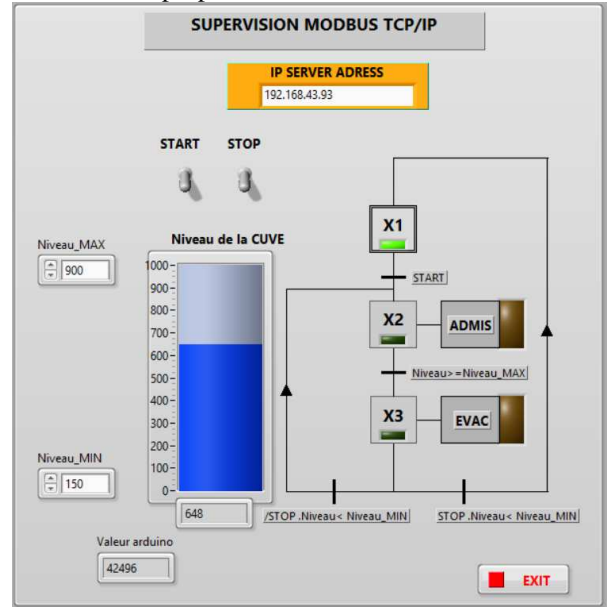 SUPERVISION MODBUS TCP/IP
IP SERVER ADRESS
192.168.43.93
START STOP
X1
Niveau_MAX
Niveau de la CUVE
900
START
1000
900
800
700
600
500
400
300
200
100
0
X2
ADMIS
Niveau>=Niveau_MAX
X3
EVAC
Niveau_MIN
150
648
/STOP .Niveau< Niveau_MIN
STOP .Niveau< Niveau_MIN
Valeur arduino
42496
EXIT